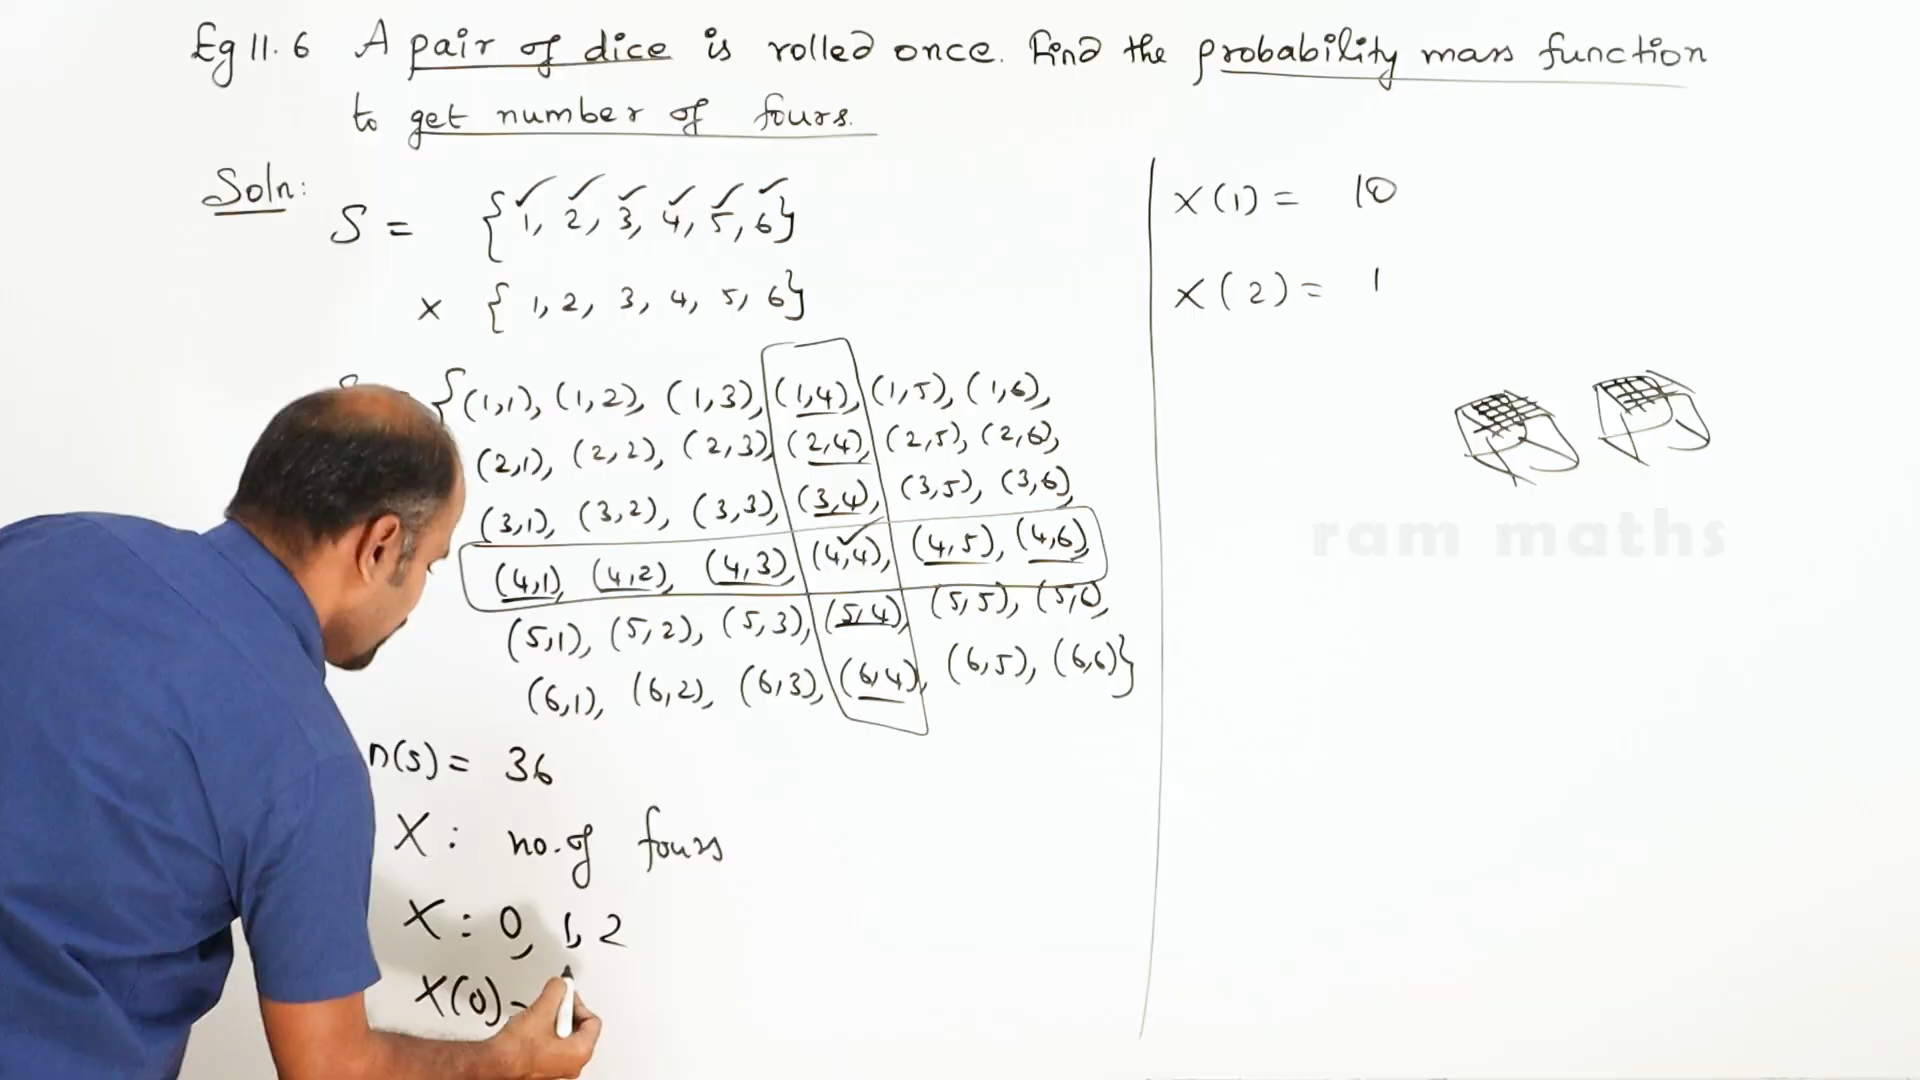 Eg 11.6 A pair of dice is rolled once. Find the probability mass function
to get number of fours.
Soln:
S = {1, 2, 3, 4, 5, 6}
x {1, 2, 3, 4, 5, 6}
{(1,1), (1,2), (1,3), (1,4), (1,5), (1,6),
(2,1), (2,2), (2,3), (2,4), (2,5), (2,6),
(3,1), (3,2), (3,3), (3,4), (3,5), (3,6),
(4,1), (4,2), (4,3), (4,4), (4,5), (4,6),
(5,1), (5,2), (5,3), (5,4), (5,5), (5,6),
(6,1), (6,2), (6,3), (6,4), (6,5), (6,6)}
n(s) = 36
X : no. of fours
X : 0, 1, 2
X(0) -
X(1) = 10
X(2) = 1
ram maths